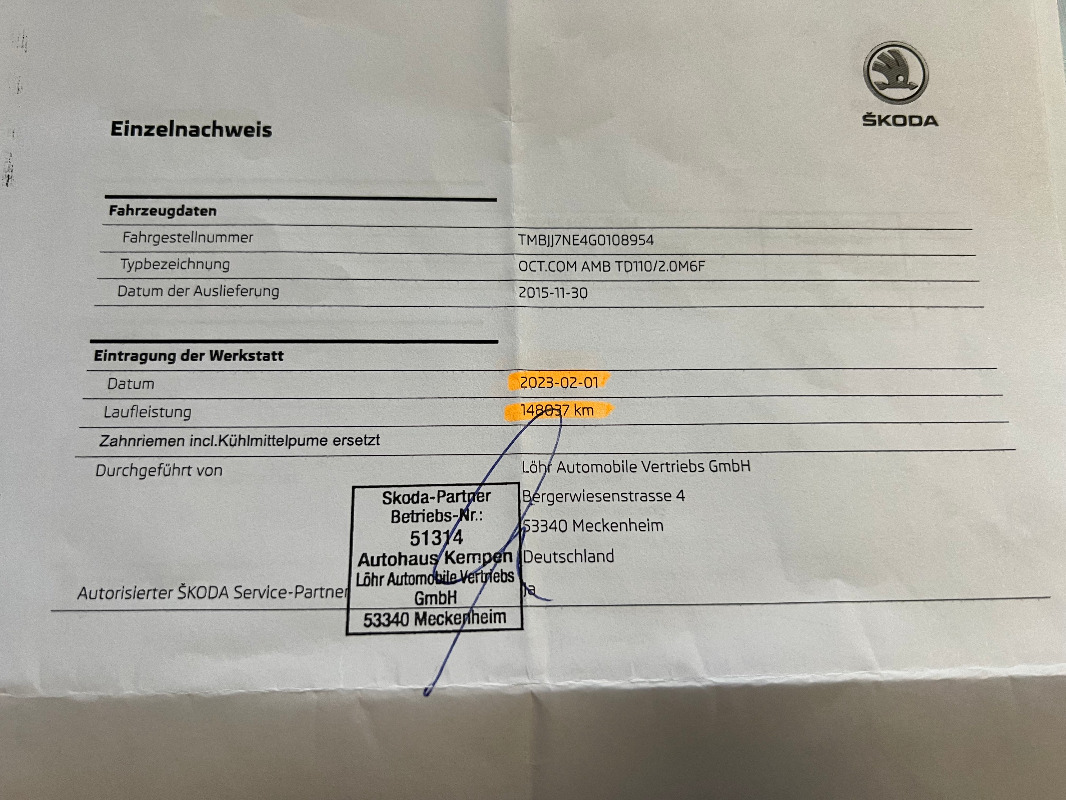 ŠKODA
Einzelnachweis
Fahrzeugdaten
Fahrgestellnummer TMBJJ7NE4G0108954
Typbezeichnung OCT.COM AMB TD110/2.0M6F
Datum der Auslieferung 2015-11-30
Eintragung der Werkstatt
Datum 2023-02-01
Laufleistung 148037 km
Zahnriemen incl.Kühlmittelpume ersetzt
Durchgeführt von Löhr Automobile Vertriebs GmbH
Bergerwiesenstrasse 4
53340 Meckenheim
Deutschland
Skoda-Partner
Betriebs-Nr.:
51314
Autohaus Kempen
Löhr Automobile Vertriebs
GmbH
53340 Meckenheim
Autorisierter ŠKODA Service-Partner Ja